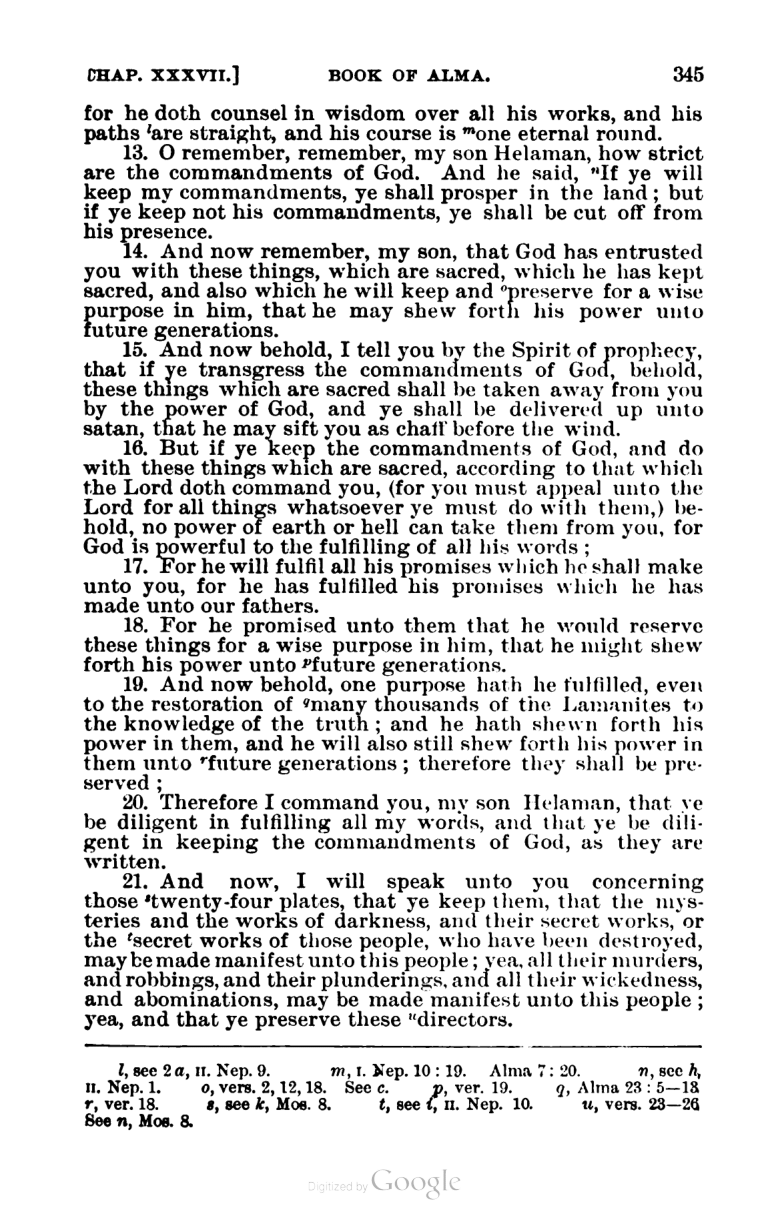 CHAP. XXXVII.] BOOK OF ALMA. 345
for he doth counsel in wisdom over all his works, and his
paths ˡare straight, and his course is ᵐone eternal round.
13. O remember, remember, my son Helaman, how strict
are the commandments of God. And he said, ⁿIf ye will
keep my commandments, ye shall prosper in the land; but
if ye keep not his commandments, ye shall be cut off from
his presence.
14. And now remember, my son, that God has entrusted
you with these things, which are sacred, which he has kept
sacred, and also which he will keep and ᵒpreserve for a wise
purpose in him, that he may shew forth his power unto
future generations.
15. And now behold, I tell you by the Spirit of prophecy,
that if ye transgress the commandments of God, behold,
these things which are sacred shall be taken away from you
by the power of God, and ye shall be delivered up unto
satan, that he may sift you as chaff before the wind.
16. But if ye keep the commandments of God, and do
with these things which are sacred, according to that which
the Lord doth command you, (for you must appeal unto the
Lord for all things whatsoever ye must do with them,) be-
hold, no power of earth or hell can take them from you, for
God is powerful to the fulfilling of all his words;
17. For he will fulfil all his promises which he shall make
unto you, for he has fulfilled his promises which he has
made unto our fathers.
18. For he promised unto them that he would reserve
these things for a wise purpose in him, that he might shew
forth his power unto ᵖfuture generations.
19. And now behold, one purpose hath he fulfilled, even
to the restoration of qmany thousands of the Lamanites to
the knowledge of the truth; and he hath shewn forth his
power in them, and he will also still shew forth his power in
them unto ʳfuture generations; therefore they shall be pre-
served;
20. Therefore I command you, my son Helaman, that ye
be diligent in fulfilling all my words, and that ye be dili-
gent in keeping the commandments of God, as they are
written.
21. And now, I will speak unto you concerning
those ˢtwenty-four plates, that ye keep them, that the mys-
teries and the works of darkness, and their secret works, or
the ᵗsecret works of those people, who have been destroyed,
may be made manifest unto this people; yea, all their murders,
and robbings, and their plunderings, and all their wickedness,
and abominations, may be made manifest unto this people;
yea, and that ye preserve these ᵘdirectors.
l, see 2 a, II. Nep. 9. m, I. Nep. 10 : 19. Alma 7 : 20. n, see h,
II. Nep. 1. o, vers. 2, 12, 18. See c. p, ver. 19. q, Alma 23 : 5—18
r, ver. 18. s, see k, Mos. 8. t, see i, II. Nep. 10. u, vers. 23—26
See n, Mos. 8.
Digitized by Google